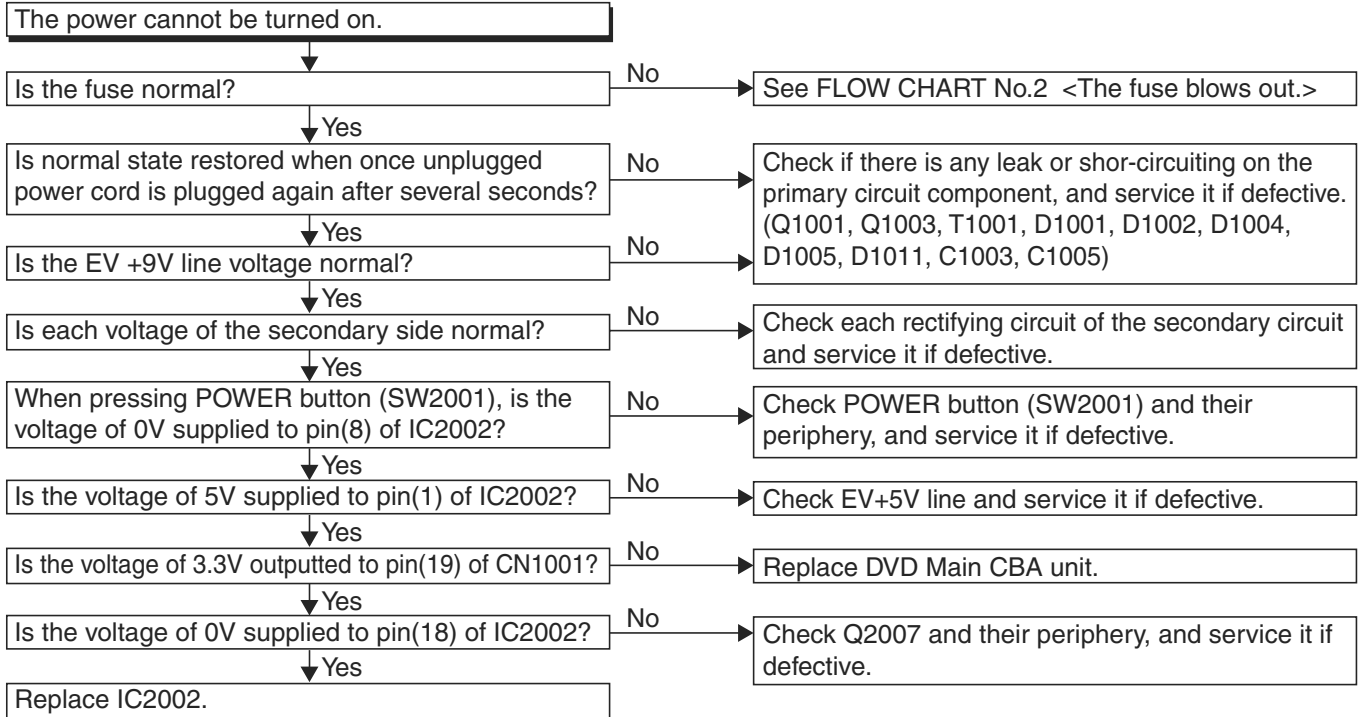 The power cannot be turned on.
Is the fuse normal?
No
See FLOW CHART No.2 <The fuse blows out.>
Yes
Is normal state restored when once unplugged
power cord is plugged again after several seconds?
No
Check if there is any leak or shor-circuiting on the
primary circuit component, and service it if defective.
(Q1001, Q1003, T1001, D1001, D1002, D1004,
D1005, D1011, C1003, C1005)
Yes
Is the EV +9V line voltage normal?
No
Yes
Is each voltage of the secondary side normal?
No
Check each rectifying circuit of the secondary circuit
and service it if defective.
Yes
When pressing POWER button (SW2001), is the
voltage of 0V supplied to pin(8) of IC2002?
No
Check POWER button (SW2001) and their
periphery, and service it if defective.
Yes
Is the voltage of 5V supplied to pin(1) of IC2002?
No
Check EV+5V line and service it if defective.
Yes
Is the voltage of 3.3V outputted to pin(19) of CN1001?
No
Replace DVD Main CBA unit.
Yes
Is the voltage of 0V supplied to pin(18) of IC2002?
No
Check Q2007 and their periphery, and service it if
defective.
Yes
Replace IC2002.